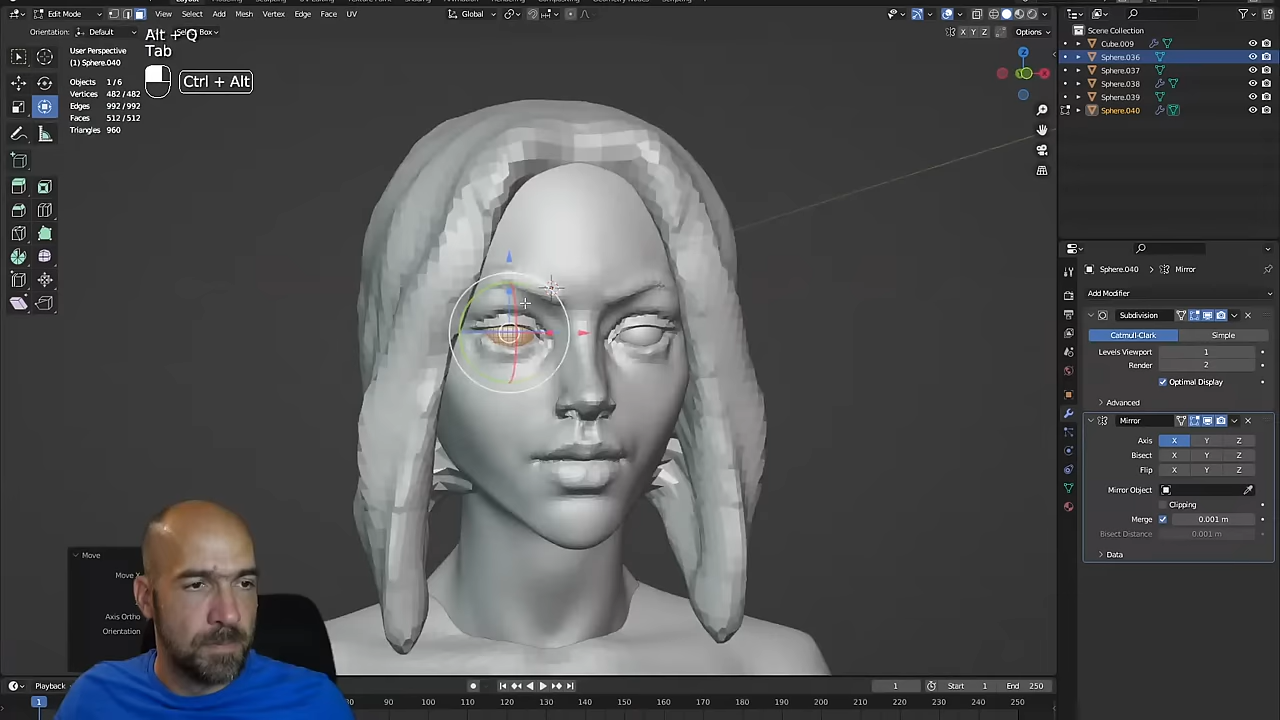 Edit Mode
View
Select
Add
Mesh
Vertex
Edge
Face
UV
Global
Orientation:
Default
Box
X Y Z
Options
Alt + Q
Tab
Ctrl + Alt
User Perspective
(1) Sphere.040
Objects 1/6
Vertices 482/482
Edges 992/992
Faces 512/512
Triangles 960
Z
X
Scene Collection
Cube.009
Sphere.036
Sphere.037
Sphere.038
Sphere.039
Sphere.040
Sphere.040
Mirror
Add Modifier
Subdivision
Catmull-Clark
Simple
Levels Viewport 1
Render 2
Optimal Display
Advanced
Mirror
Axis X Y Z
Bisect X Y Z
Flip X Y Z
Mirror Object
Clipping
Merge 0.001 m
Bisect Distance 0.001 m
Data
Move
Move X
Axis Ortho
Orientation
Playback
1
Start 1
End 250
1
80
90
100
110
120
130
140
150
160
170
180
190
200
210
220
230
240
250